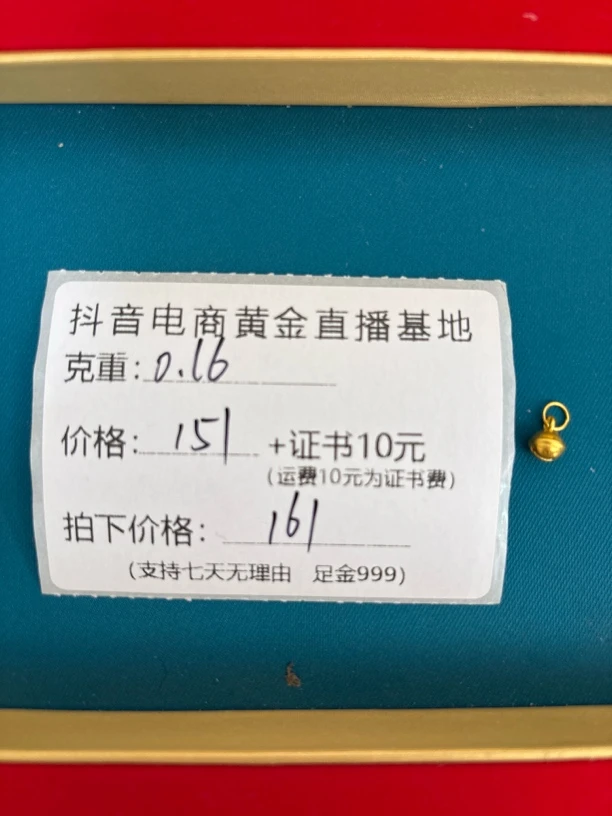 抖音电商黄金直播基地
克重：0.16
价格：151 +证书10元
（运费10元为证书费）
拍下价格：161
（支持七天无理由 足金999）